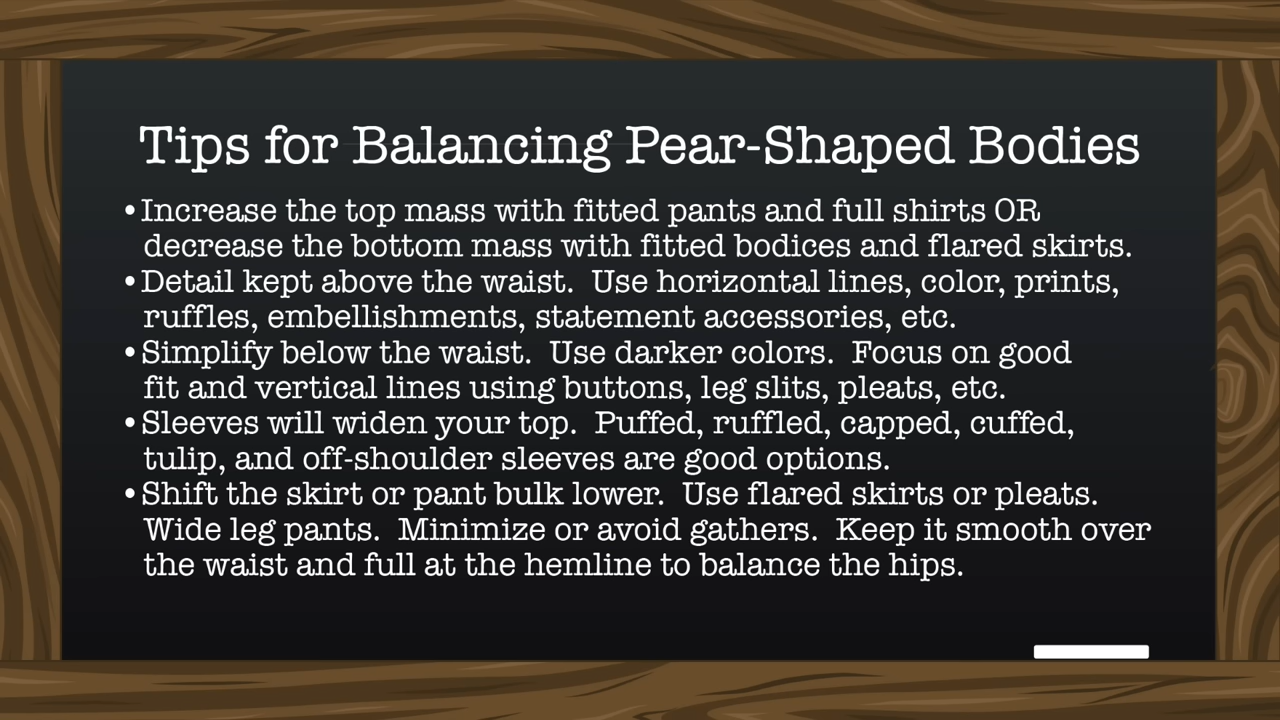 Tips for Balancing Pear-Shaped Bodies
•Increase the top mass with fitted pants and full shirts OR
decrease the bottom mass with fitted bodices and flared skirts.
•Detail kept above the waist.  Use horizontal lines, color, prints,
ruffles, embellishments, statement accessories, etc.
•Simplify below the waist.  Use darker colors.  Focus on good
fit and vertical lines using buttons, leg slits, pleats, etc.
•Sleeves will widen your top.  Puffed, ruffled, capped, cuffed,
tulip, and off-shoulder sleeves are good options.
•Shift the skirt or pant bulk lower.  Use flared skirts or pleats.
Wide leg pants.  Minimize or avoid gathers.  Keep it smooth over
the waist and full at the hemline to balance the hips.